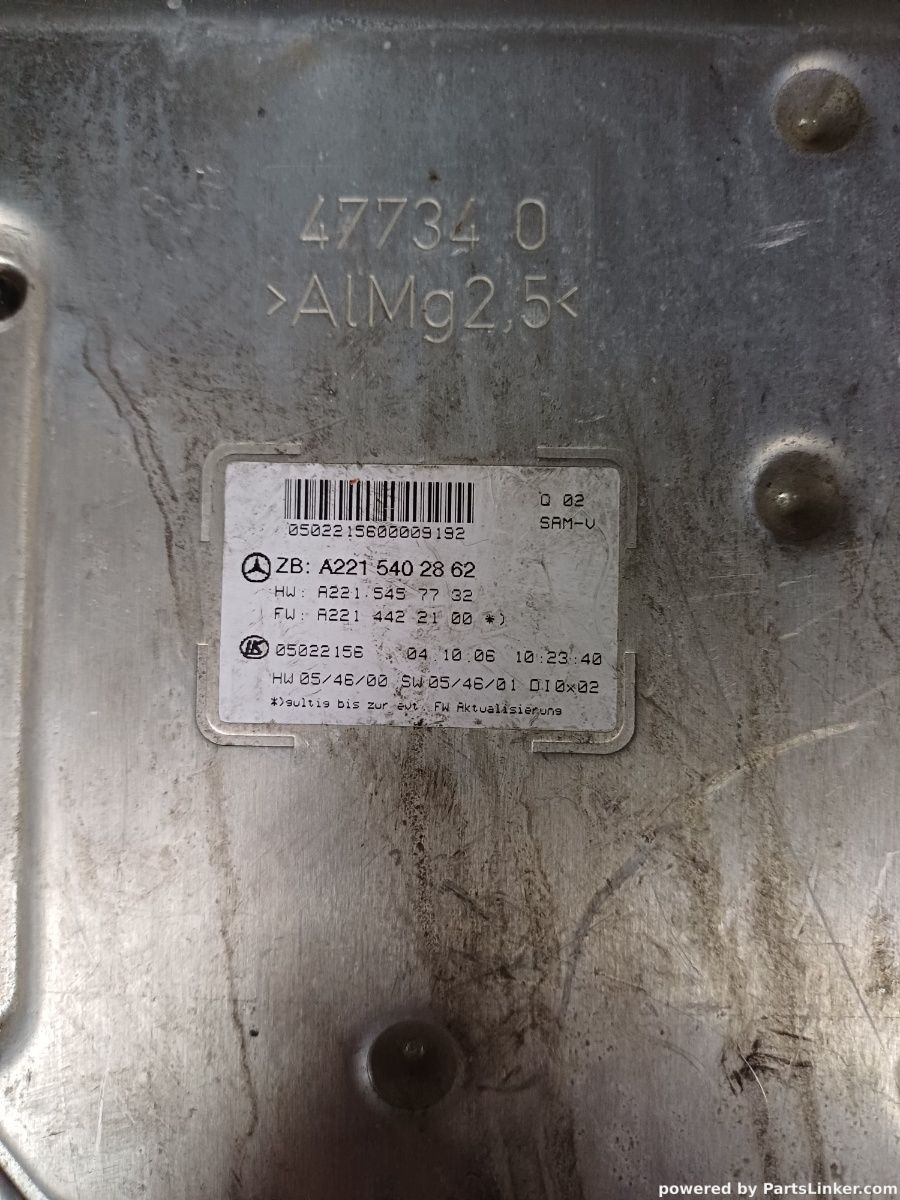 47734 0
>AlMg2,5<
Q 02
SAM-V
0502215600009192
ZB: A221 540 28 62
HW: A221 545 77 32
FW: A221 442 21 00 *)
05022156 04.10.06 10:23:40
HW 05/46/00 SW 05/46/01 DI0x02
*)gultig bis zur evt. FW Aktualisierung
powered by PartsLinker.com